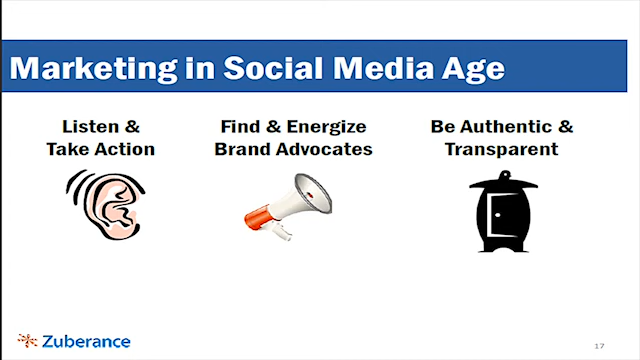 Marketing in Social Media Age
Listen &
Take Action
Find & Energize
Brand Advocates
Be Authentic &
Transparent
Zuberance
17